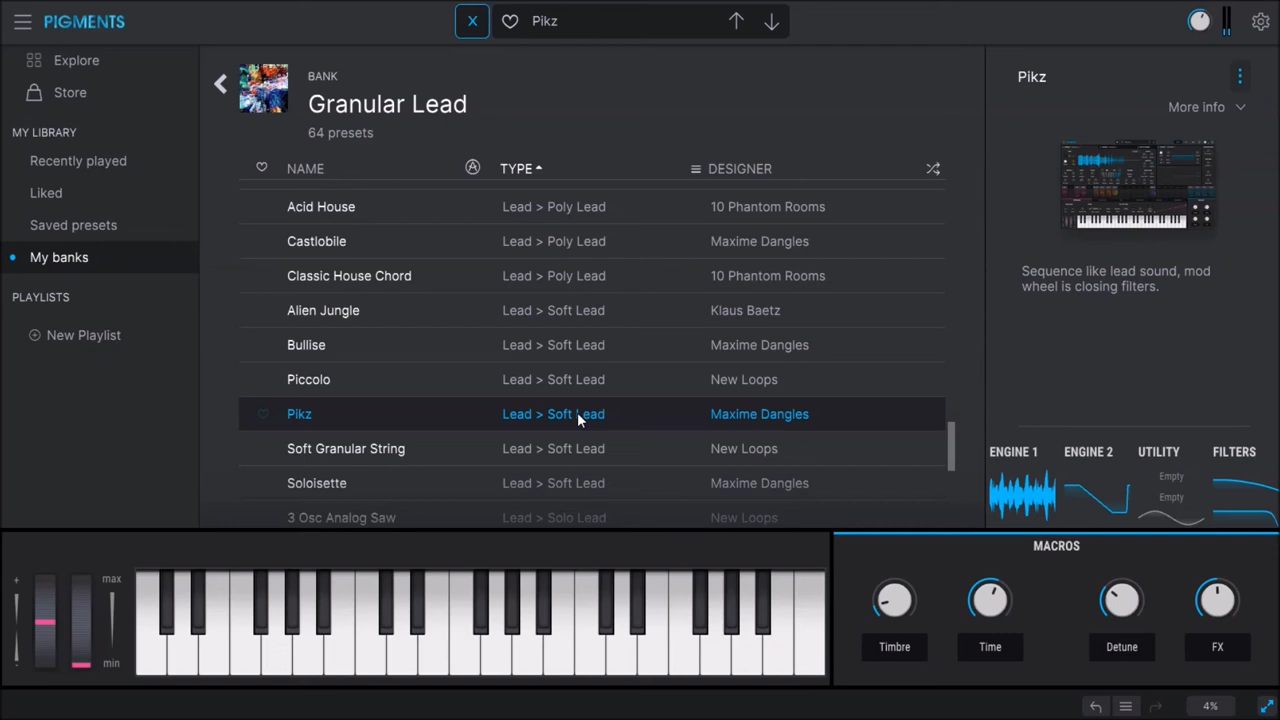 PIGMENTS
X
Pikz
Explore
Store
MY LIBRARY
Recently played
Liked
Saved presets
My banks
PLAYLISTS
New Playlist
BANK
Granular Lead
64 presets
NAME TYPE DESIGNER
Acid House Lead > Poly Lead 10 Phantom Rooms
Castlobile Lead > Poly Lead Maxime Dangles
Classic House Chord Lead > Poly Lead 10 Phantom Rooms
Alien Jungle Lead > Soft Lead Klaus Baetz
Bullise Lead > Soft Lead Maxime Dangles
Piccolo Lead > Soft Lead New Loops
Pikz Lead > Soft Lead Maxime Dangles
Soft Granular String Lead > Soft Lead New Loops
Soloisette Lead > Soft Lead Maxime Dangles
3 Osc Analog Saw Lead > Solo Lead New Loops
Pikz
More info
Sequence like lead sound, mod
wheel is closing filters.
ENGINE 1 ENGINE 2 UTILITY FILTERS
Empty
Empty
+
-
max
min
MACROS
Timbre Time Detune FX
4%